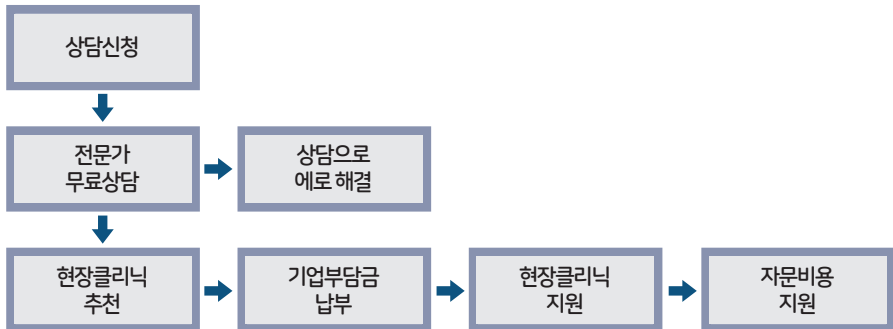 상담신청
전문가
무료상담
상담으로
에로 해결
현장클리닉
추천
기업부담금
납부
현장클리닉
지원
자문비용
지원